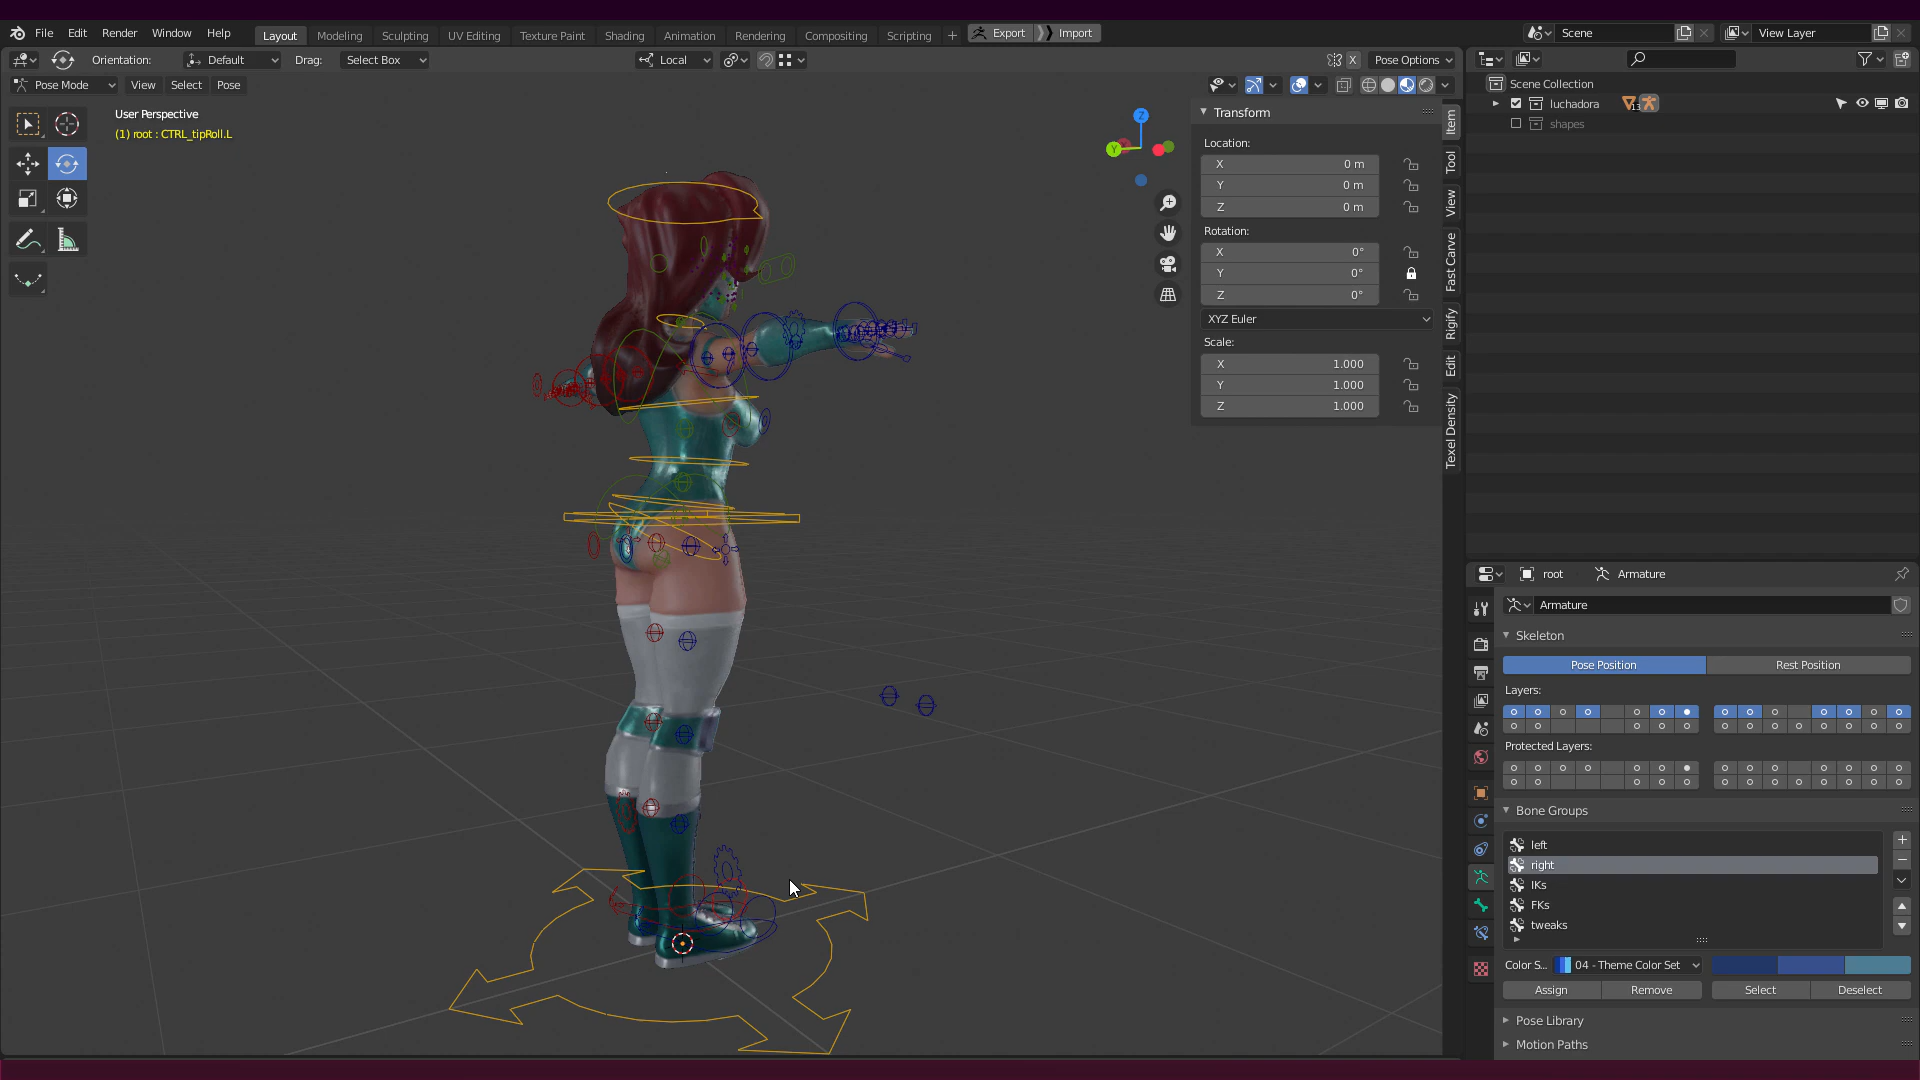 File Edit Render Window Help
Layout Modeling Sculpting UV Editing Texture Paint Shading Animation Rendering Compositing Scripting + Export Import
Scene
View Layer
Orientation: Default Drag: Select Box
Local
X Pose Options
Pose Mode View Select Pose
User Perspective
(1) root : CTRL_tipRoll.L
Z
Y
Transform
Location:
X 0 m
Y 0 m
Z 0 m
Rotation:
X 0°
Y 0°
Z 0°
XYZ Euler
Scale:
X 1.000
Y 1.000
Z 1.000
Item
Tool
View
Fast Carve
Rigify
Edit
Texel Density
Scene Collection
luchadora
shapes
root Armature
Armature
Skeleton
Pose Position Rest Position
Layers:
Protected Layers:
Bone Groups
left
right
IKs
FKs
tweaks
Color S... 04 - Theme Color Set
Assign Remove Select Deselect
Pose Library
Motion Paths